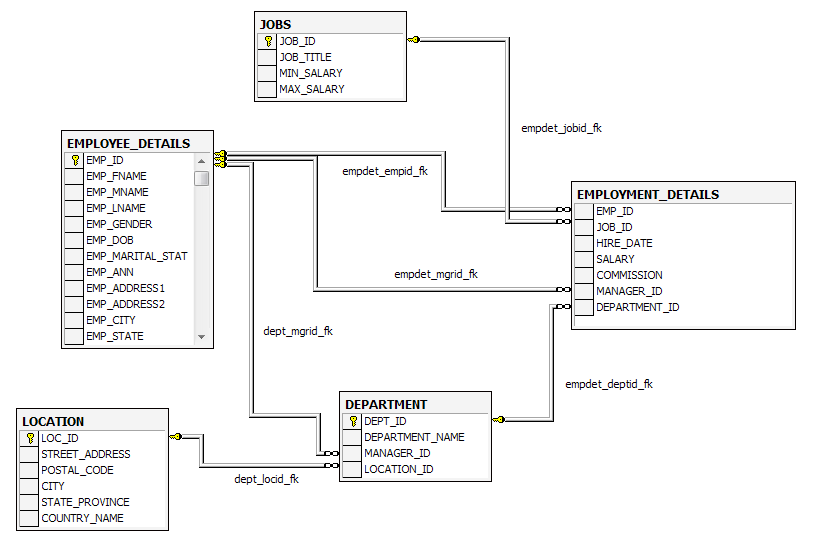 JOBS
JOB_ID
JOB_TITLE
MIN_SALARY
MAX_SALARY
empdet_jobid_fk
EMPLOYEE_DETAILS
EMP_ID
EMP_FNAME
EMP_MNAME
EMP_LNAME
EMP_GENDER
EMP_DOB
EMP_MARITAL_STAT
EMP_ANN
EMP_ADDRESS1
EMP_ADDRESS2
EMP_CITY
EMP_STATE
empdet_empid_fk
EMPLOYMENT_DETAILS
EMP_ID
JOB_ID
HIRE_DATE
SALARY
COMMISSION
MANAGER_ID
DEPARTMENT_ID
empdet_mgrid_fk
dept_mgrid_fk
empdet_deptid_fk
LOCATION
LOC_ID
STREET_ADDRESS
POSTAL_CODE
CITY
STATE_PROVINCE
COUNTRY_NAME
dept_locid_fk
DEPARTMENT
DEPT_ID
DEPARTMENT_NAME
MANAGER_ID
LOCATION_ID